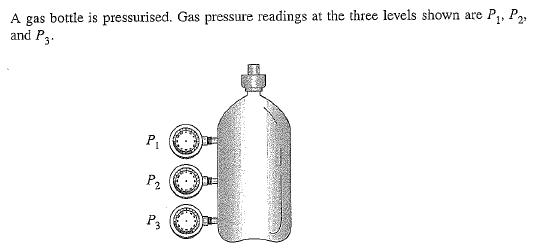 A gas bottle is pressurised. Gas pressure readings at the three levels shown are P₁, P₂,
and P₃.
P₁
P₂
P₃